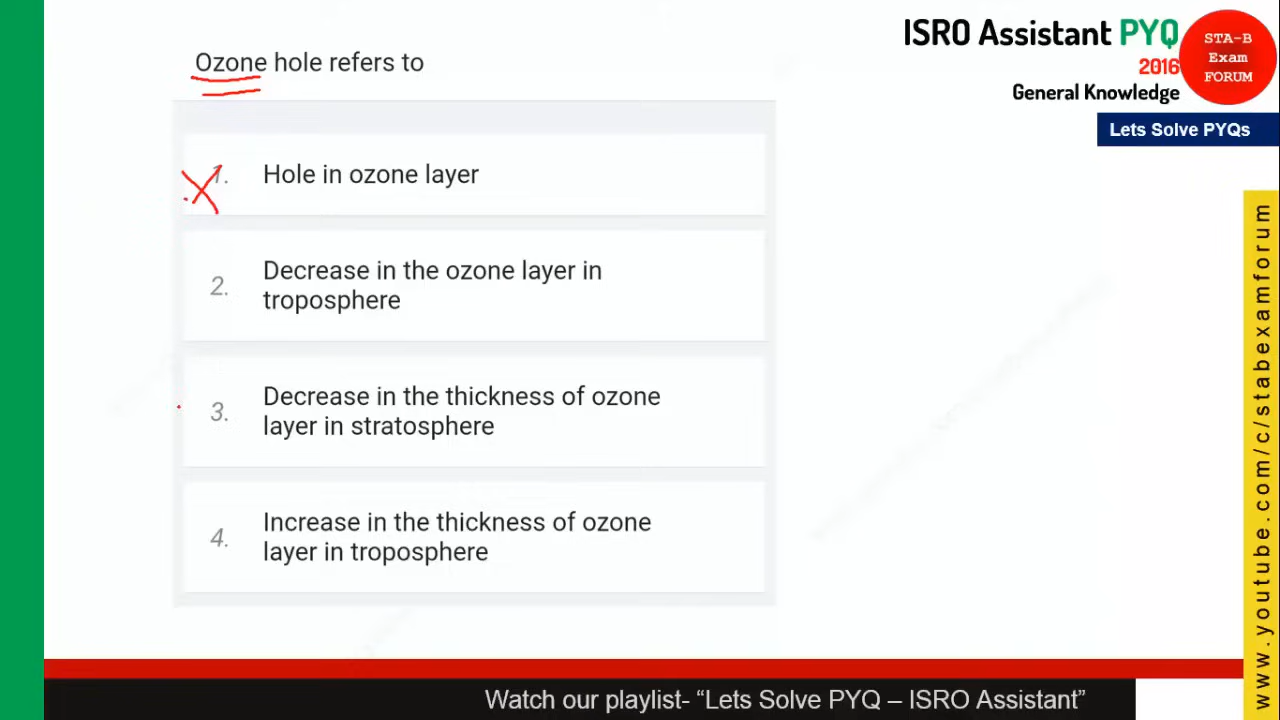 ISRO Assistant PYQ
2016
General Knowledge
STA-B
Exam
FORUM
Lets Solve PYQs
Ozone hole refers to
1. Hole in ozone layer
2. Decrease in the ozone layer in
troposphere
3. Decrease in the thickness of ozone
layer in stratosphere
4. Increase in the thickness of ozone
layer in troposphere
www.youtube.com/c/stabexamforum
Watch our playlist- “Lets Solve PYQ – ISRO Assistant”